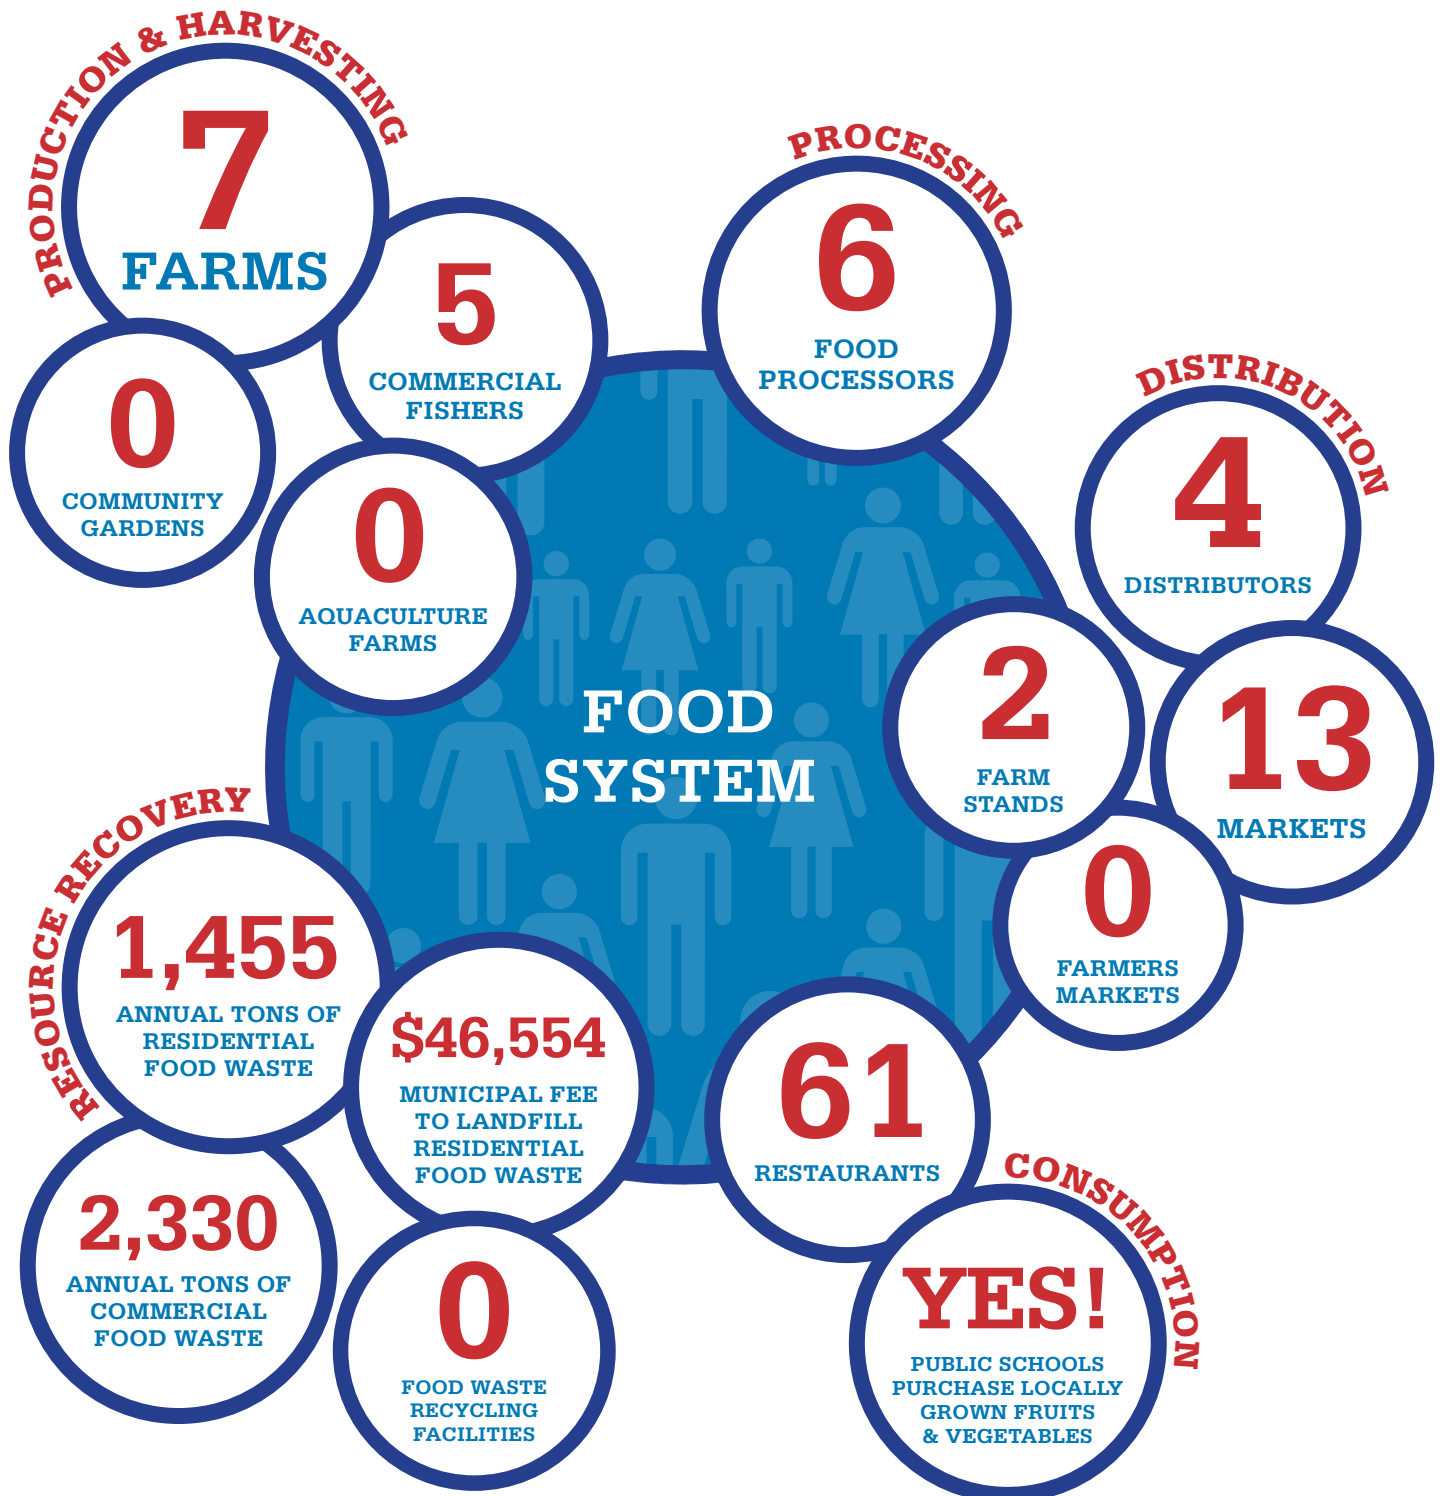 PRODUCTION & HARVESTING
7
FARMS
5
COMMERCIAL
FISHERS
0
COMMUNITY
GARDENS
0
AQUACULTURE
FARMS
PROCESSING
6
FOOD
PROCESSORS
DISTRIBUTION
4
DISTRIBUTORS
2
FARM
STANDS
13
MARKETS
0
FARMERS
MARKETS
FOOD
SYSTEM
RESOURCE RECOVERY
1,455
ANNUAL TONS OF
RESIDENTIAL
FOOD WASTE
$46,554
MUNICIPAL FEE
TO LANDFILL
RESIDENTIAL
FOOD WASTE
2,330
ANNUAL TONS OF
COMMERCIAL
FOOD WASTE
0
FOOD WASTE
RECYCLING
FACILITIES
61
RESTAURANTS
CONSUMPTION
YES!
PUBLIC SCHOOLS
PURCHASE LOCALLY
GROWN FRUITS
& VEGETABLES